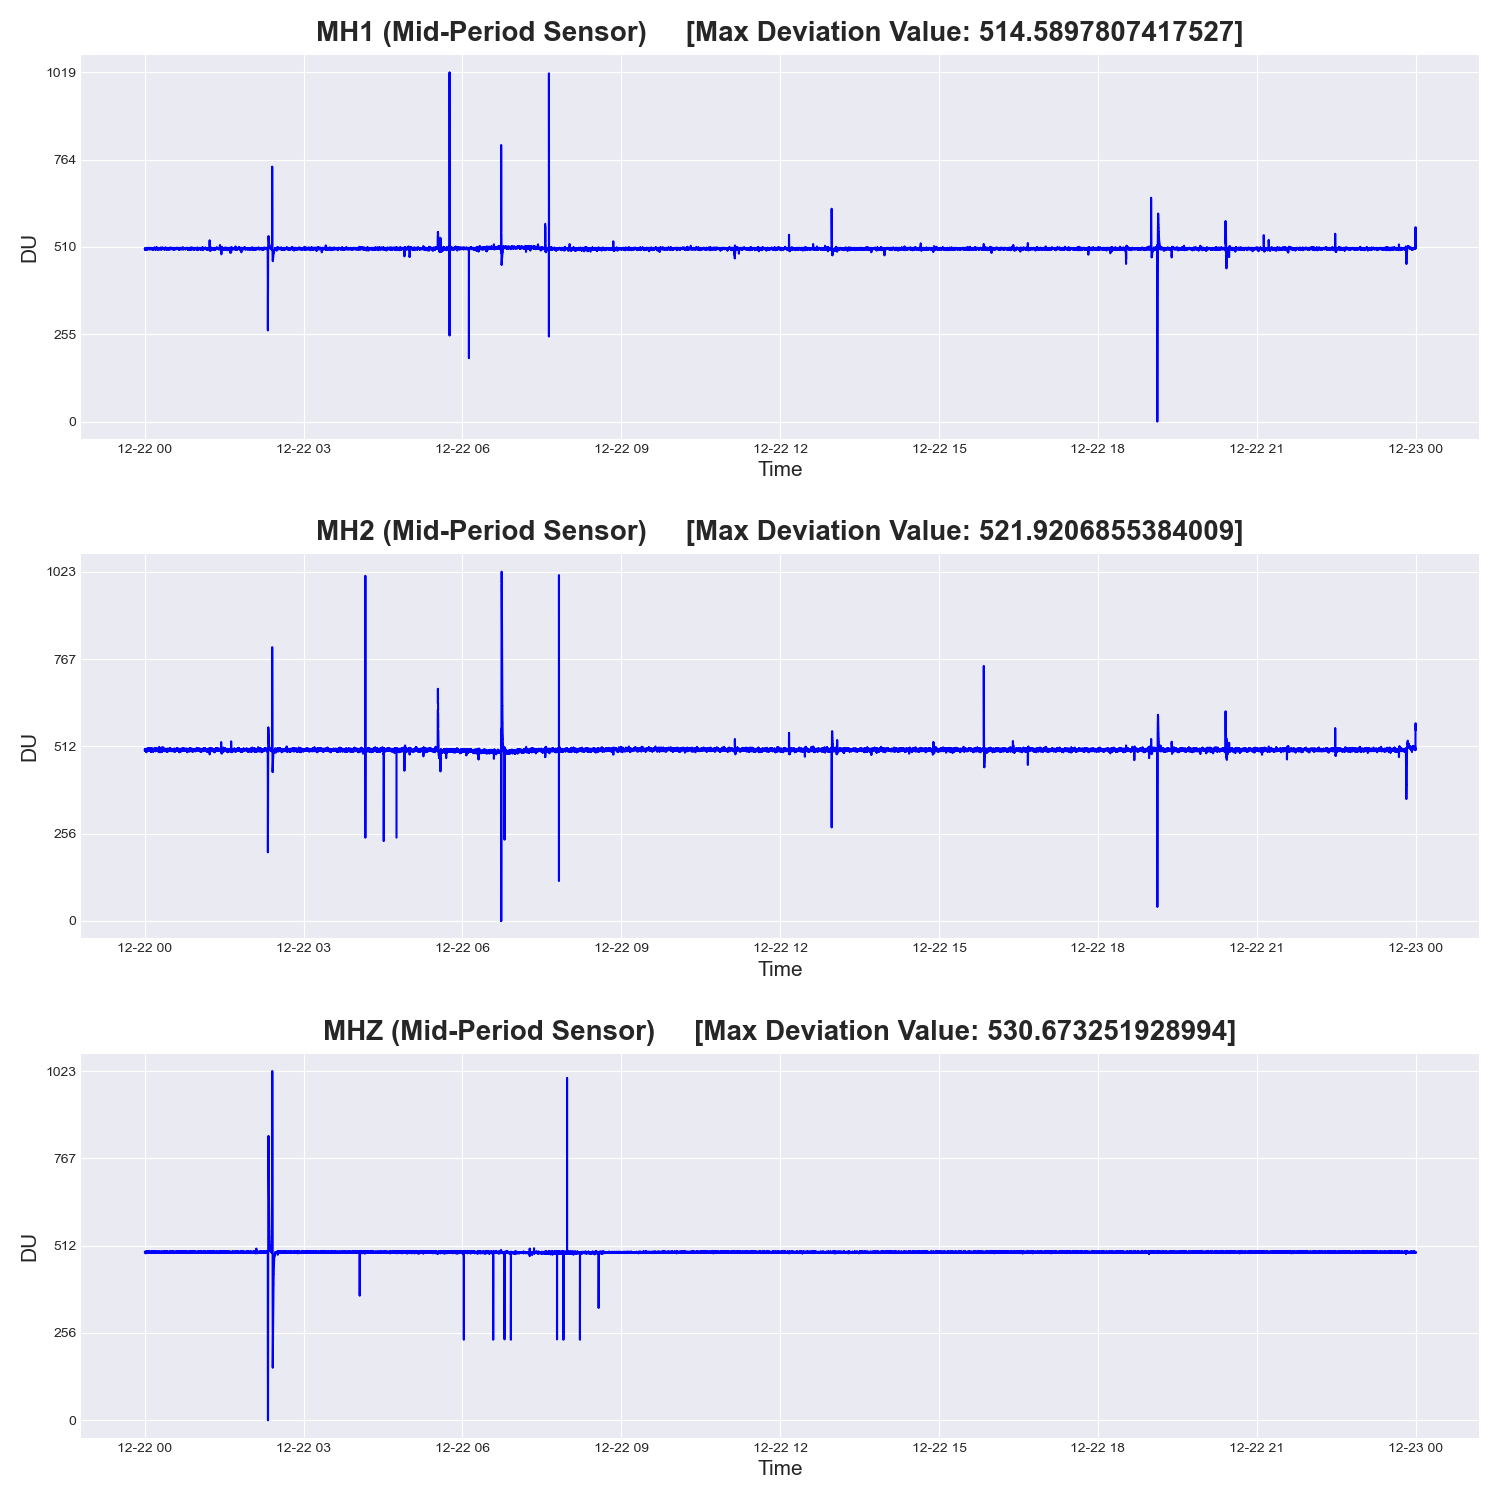 MH1 (Mid-Period Sensor) [Max Deviation Value: 514.5897807417527]
1019
764
510
255
0
DU
12-22 00 12-22 03 12-22 06 12-22 09 12-22 12 12-22 15 12-22 18 12-22 21 12-23 00
Time
MH2 (Mid-Period Sensor) [Max Deviation Value: 521.9206855384009]
1023
767
512
256
0
DU
12-22 00 12-22 03 12-22 06 12-22 09 12-22 12 12-22 15 12-22 18 12-22 21 12-23 00
Time
MHZ (Mid-Period Sensor) [Max Deviation Value: 530.673251928994]
1023
767
512
256
0
DU
12-22 00 12-22 03 12-22 06 12-22 09 12-22 12 12-22 15 12-22 18 12-22 21 12-23 00
Time